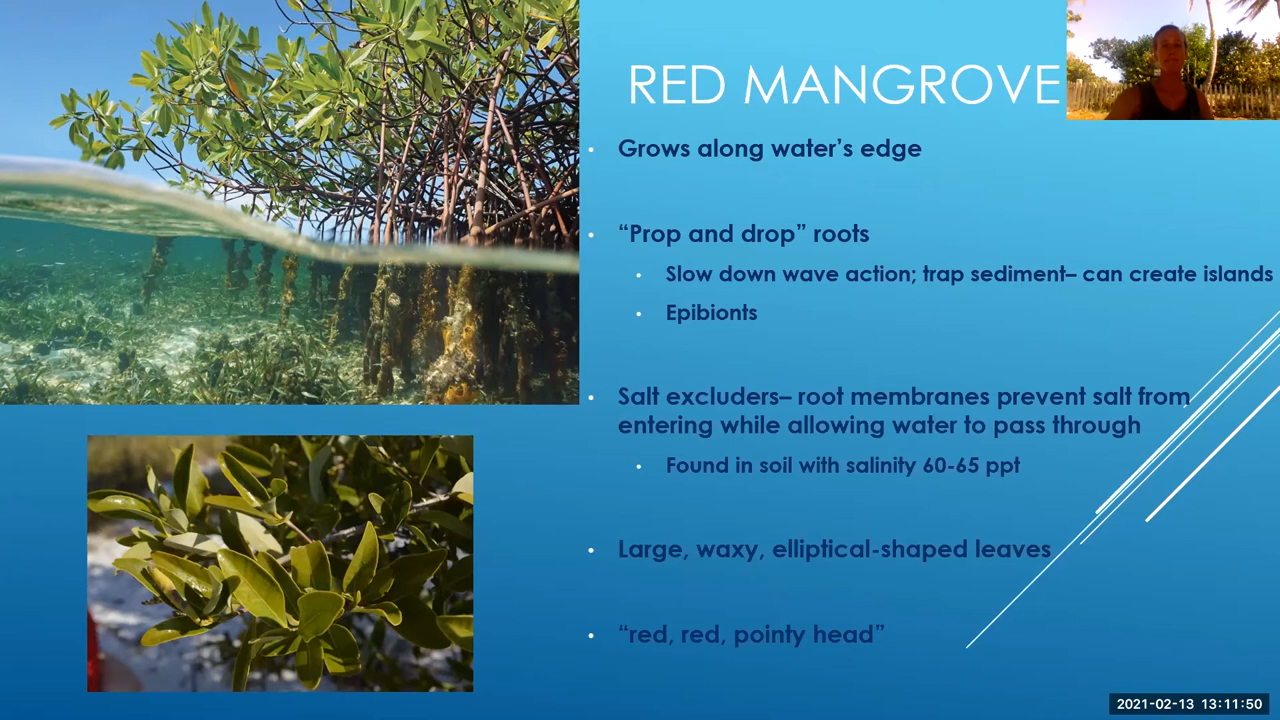 RED MANGROVE
Grows along water's edge
“Prop and drop” roots
Slow down wave action; trap sediment– can create islands
Epibionts
Salt excluders– root membranes prevent salt from
entering while allowing water to pass through
Found in soil with salinity 60-65 ppt
Large, waxy, elliptical-shaped leaves
“red, red, pointy head”
2021-02-13 13:11:50